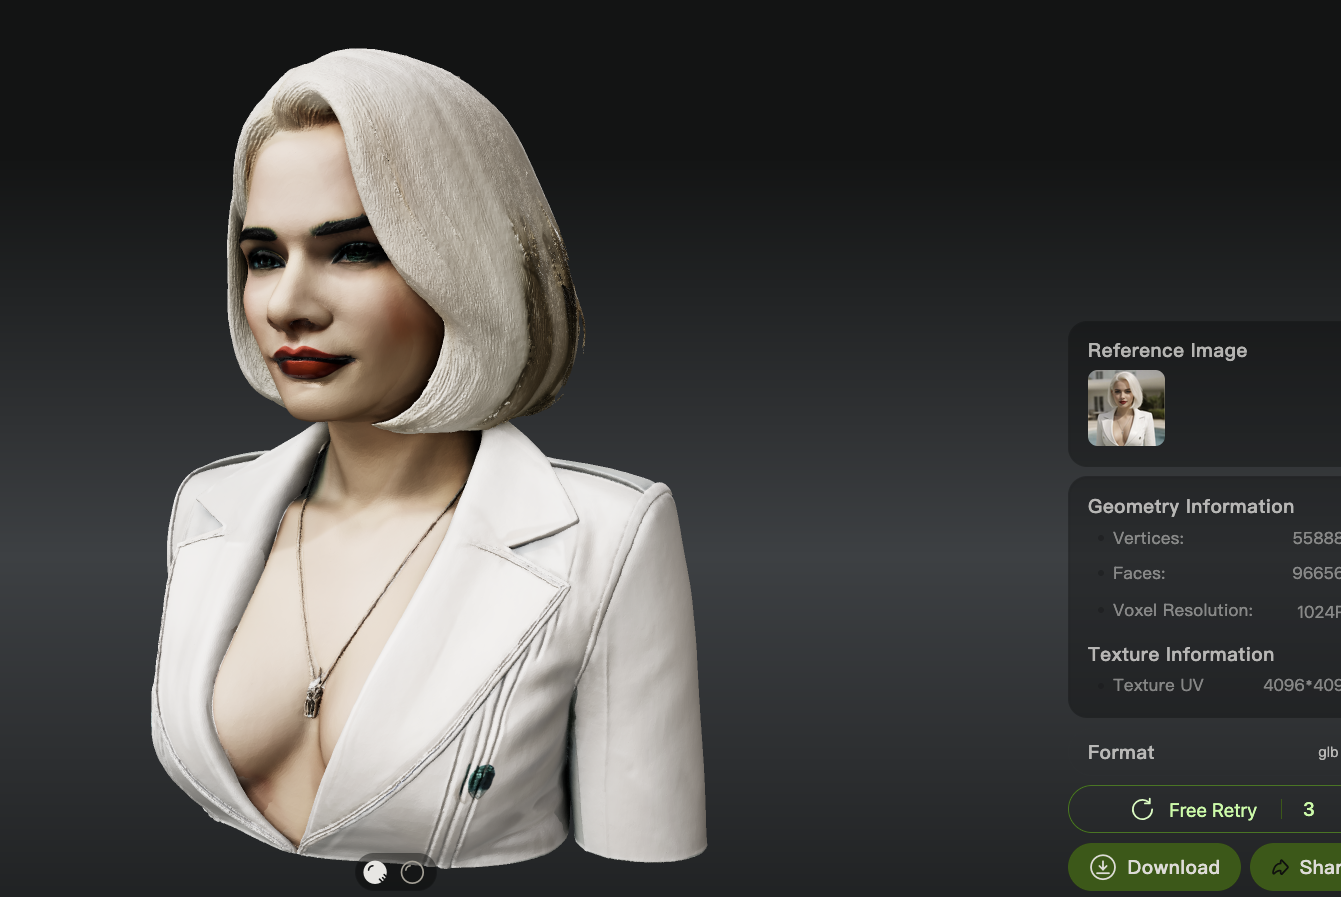 Reference Image
Geometry Information
Vertices: 55888
Faces: 96656
Voxel Resolution: 1024
Texture Information
Texture UV 4096*409
Format glb
Free Retry 3
Download Shar